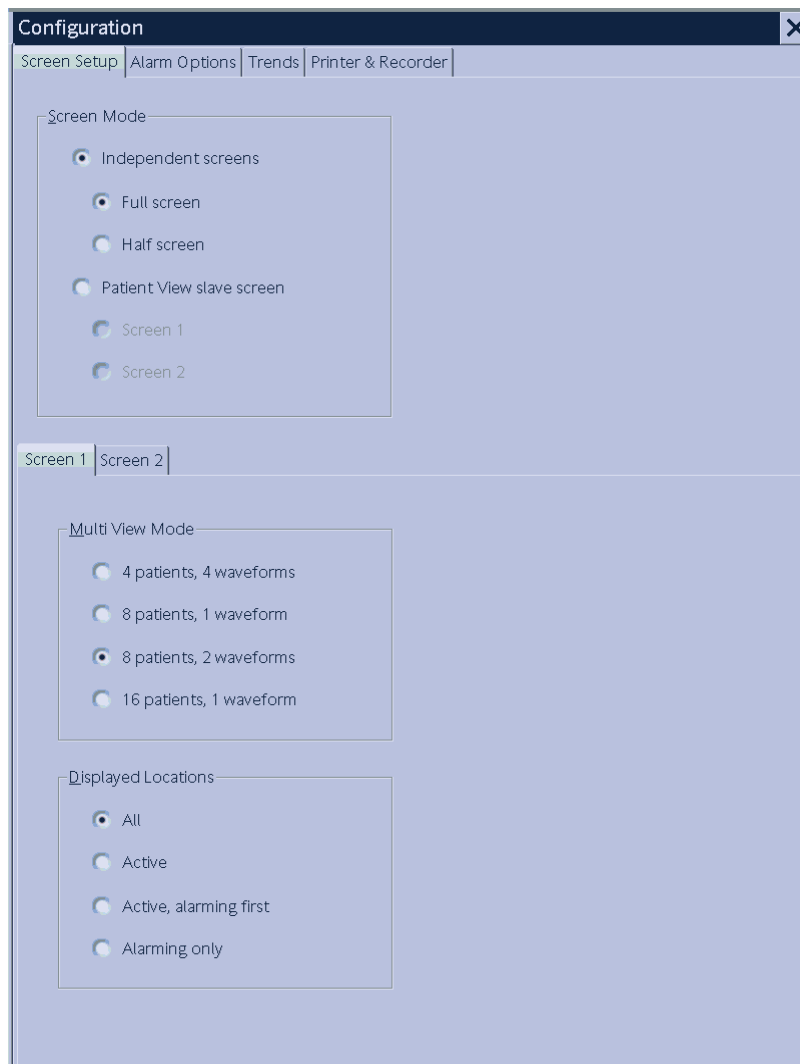 Configuration
Screen Setup Alarm Options Trends Printer & Recorder
Screen Mode
Independent screens
Full screen
Half screen
Patient View slave screen
Screen 1
Screen 2
Screen 1 Screen 2
Multi View Mode
4 patients, 4 waveforms
8 patients, 1 waveform
8 patients, 2 waveforms
16 patients, 1 waveform
Displayed Locations
All
Active
Active, alarming first
Alarming only